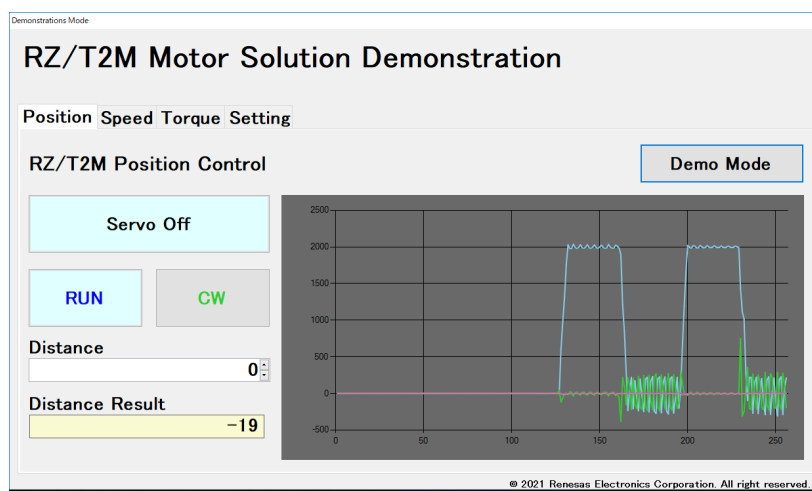 Demonstrations Mode
RZ/T2M Motor Solution Demonstration
Position Speed Torque Setting
RZ/T2M Position Control
Demo Mode
Servo Off
RUN
CW
Distance
0
Distance Result
-19
2500
2000
1500
1000
500
0
-500
0 50 100 150 200 250
© 2021 Renesas Electronics Corporation. All right reserved.